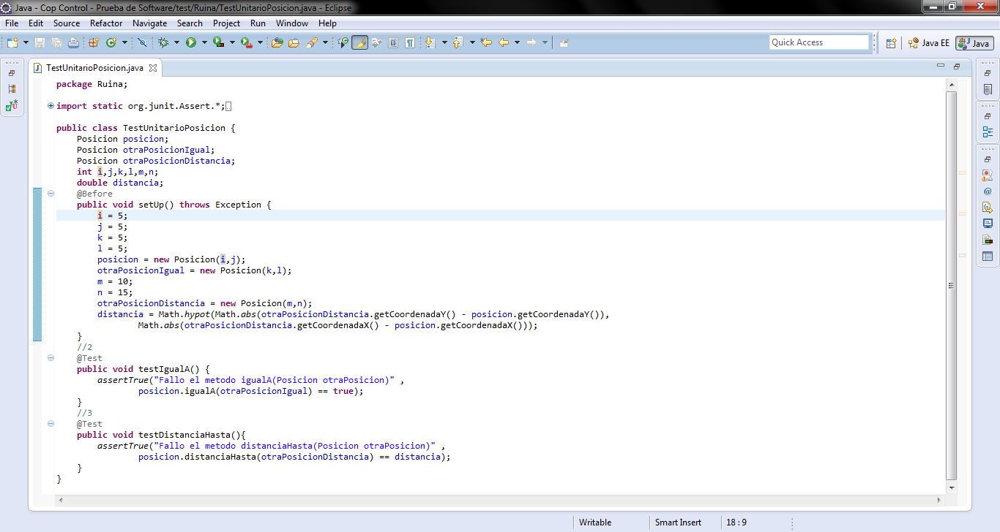 Java - Cop Control - Prueba de Software/test/Ruina/TestUnitarioPosicion.java - Eclipse
File Edit Source Refactor Navigate Search Project Run Window Help
Quick Access Java EE Java
TestUnitarioPosicion.java
package Ruina;
import static org.junit.Assert.*;
public class TestUnitarioPosicion {
Posicion posicion;
Posicion otraPosicionIgual;
Posicion otraPosicionDistancia;
int i,j,k,l,m,n;
double distancia;
@Before
public void setUp() throws Exception {
i = 5;
j = 5;
k = 5;
l = 5;
posicion = new Posicion(i,j);
otraPosicionIgual = new Posicion(k,l);
m = 10;
n = 15;
otraPosicionDistancia = new Posicion(m,n);
distancia = Math.hypot(Math.abs(otraPosicionDistancia.getCoordenadaY() - posicion.getCoordenadaY()),
Math.abs(otraPosicionDistancia.getCoordenadaX() - posicion.getCoordenadaX()));
}
//2
@Test
public void testIgualA() {
assertTrue("Fallo el metodo igualA(Posicion otraPosicion)" ,
posicion.igualA(otraPosicionIgual) == true);
}
//3
@Test
public void testDistanciaHasta(){
assertTrue("Fallo el metodo distanciaHasta(Posicion otraPosicion)" ,
posicion.distanciaHasta(otraPosicionDistancia) == distancia);
}
}
Writable Smart Insert 18 : 9